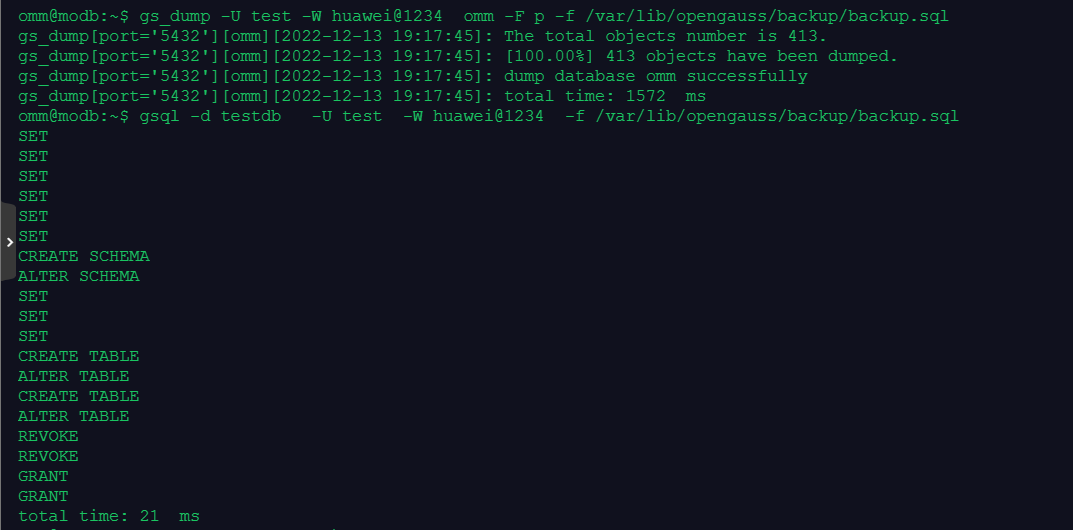 omm@modb:~$ gs_dump -U test -W huawei@1234  omm -F p -f /var/lib/opengauss/backup/backup.sql
gs_dump[port='5432'][omm][2022-12-13 19:17:45]: The total objects number is 413.
gs_dump[port='5432'][omm][2022-12-13 19:17:45]: [100.00%] 413 objects have been dumped.
gs_dump[port='5432'][omm][2022-12-13 19:17:45]: dump database omm successfully
gs_dump[port='5432'][omm][2022-12-13 19:17:45]: total time: 1572  ms
omm@modb:~$ gsql -d testdb   -U test  -W huawei@1234  -f /var/lib/opengauss/backup/backup.sql
SET
SET
SET
SET
SET
SET
CREATE SCHEMA
ALTER SCHEMA
SET
SET
SET
CREATE TABLE
ALTER TABLE
CREATE TABLE
ALTER TABLE
REVOKE
REVOKE
GRANT
GRANT
total time: 21  ms